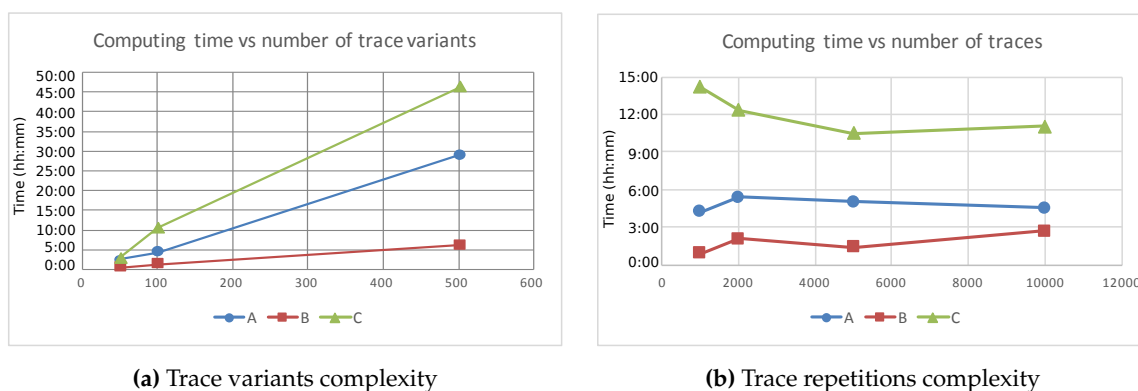 Computing time vs number of trace variants
Time (hh:mm)
50:00
45:00
40:00
35:00
30:00
25:00
20:00
15:00
10:00
5:00
0:00
0 100 200 300 400 500 600
A B C
(a) Trace variants complexity
Computing time vs number of traces
Time (hh:mm)
15:00
12:00
9:00
6:00
3:00
0:00
0 2000 4000 6000 8000 10000 12000
A B C
(b) Trace repetitions complexity